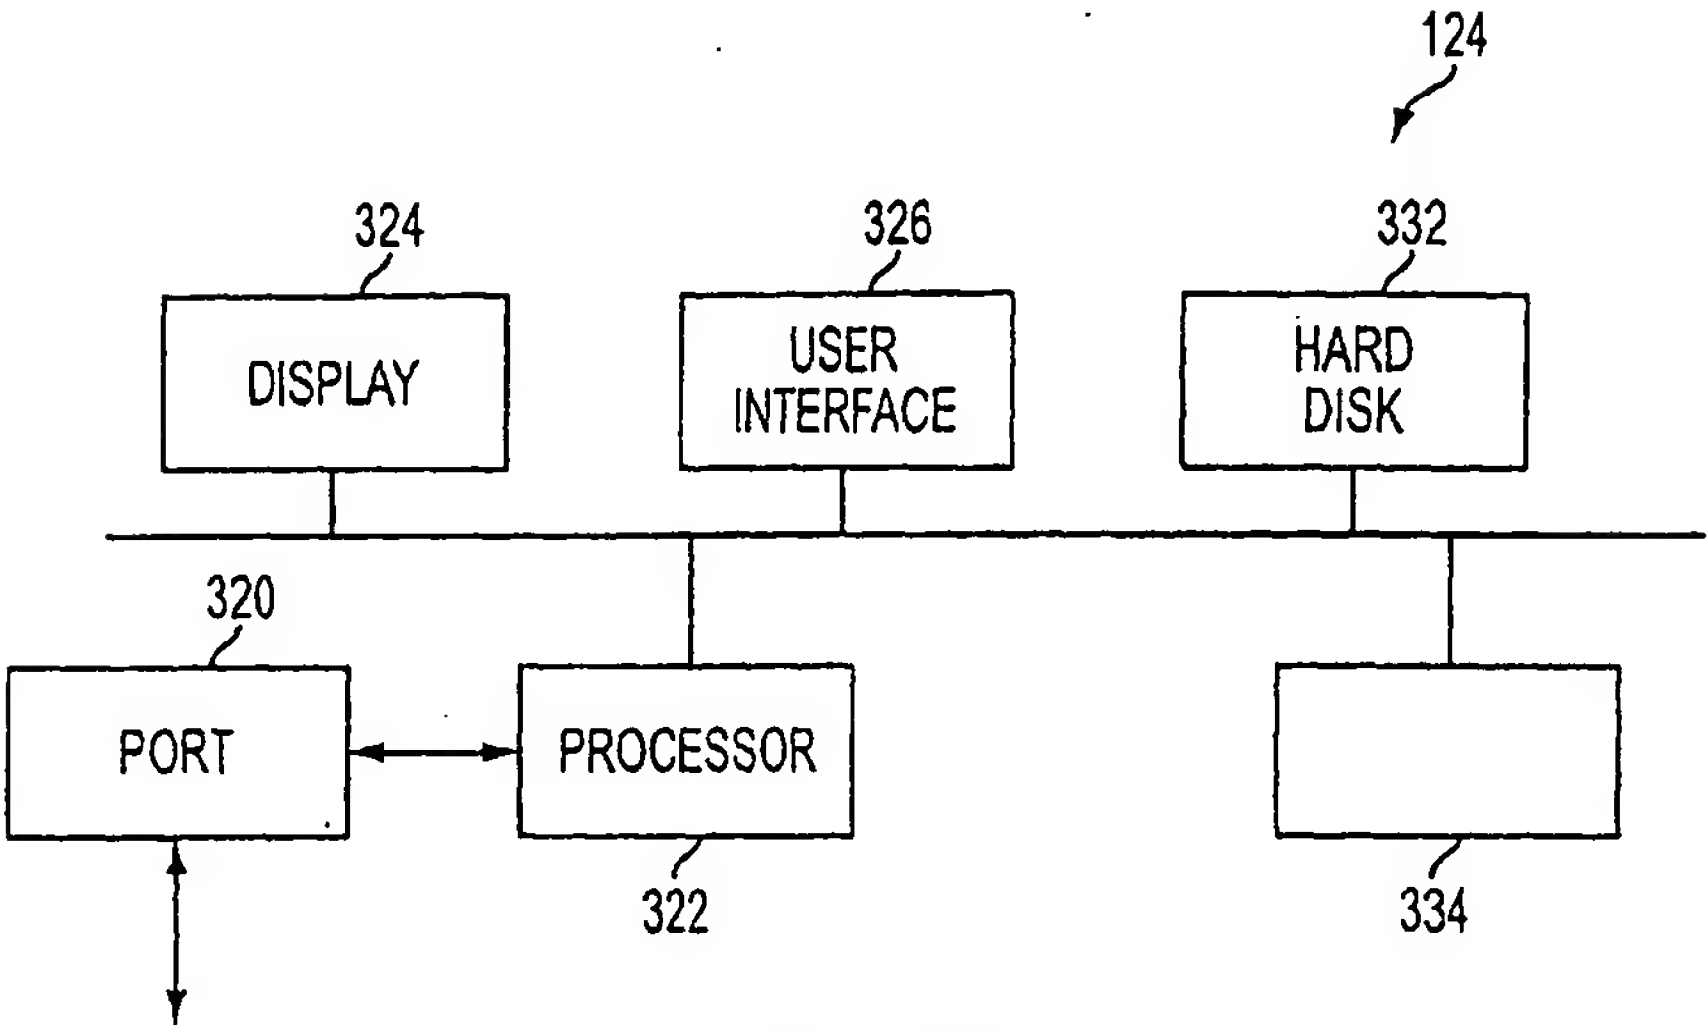 124
324
326
332
DISPLAY
USER
INTERFACE
HARD
DISK
320
PORT
PROCESSOR
322
334